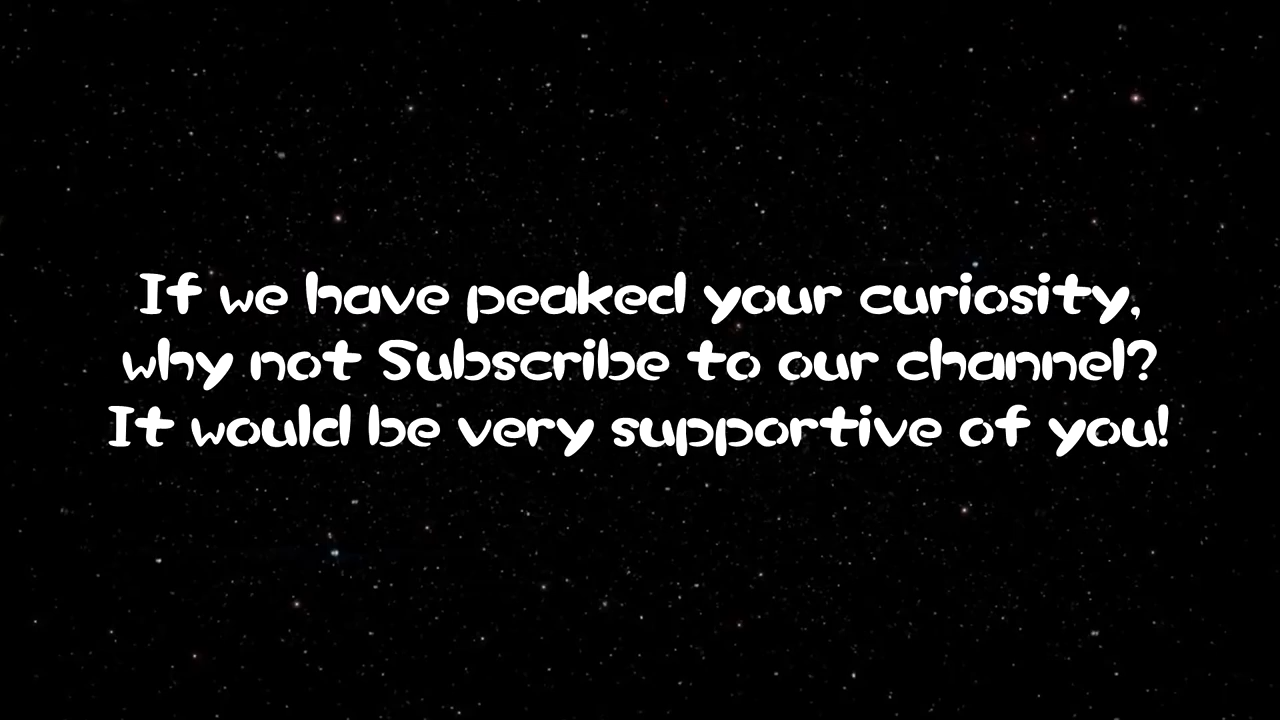 If we have peaked your curiosity,
why not Subscribe to our channel?
It would be very supportive of you!